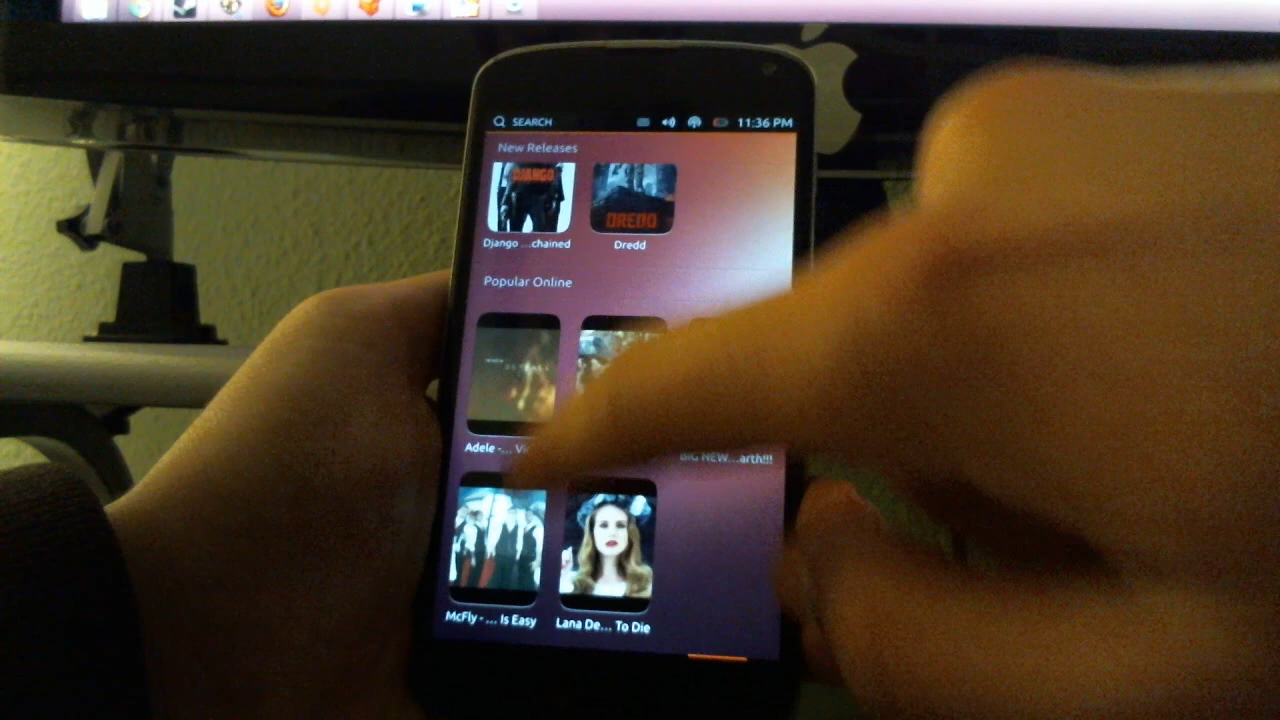 SEARCH
11:36 PM
New Releases
DJANGO
DREDD
Django ...chained
Dredd
Popular Online
Adele -...
BIG NEW...arth!!!
McFly - ... Is Easy
Lana De... To Die